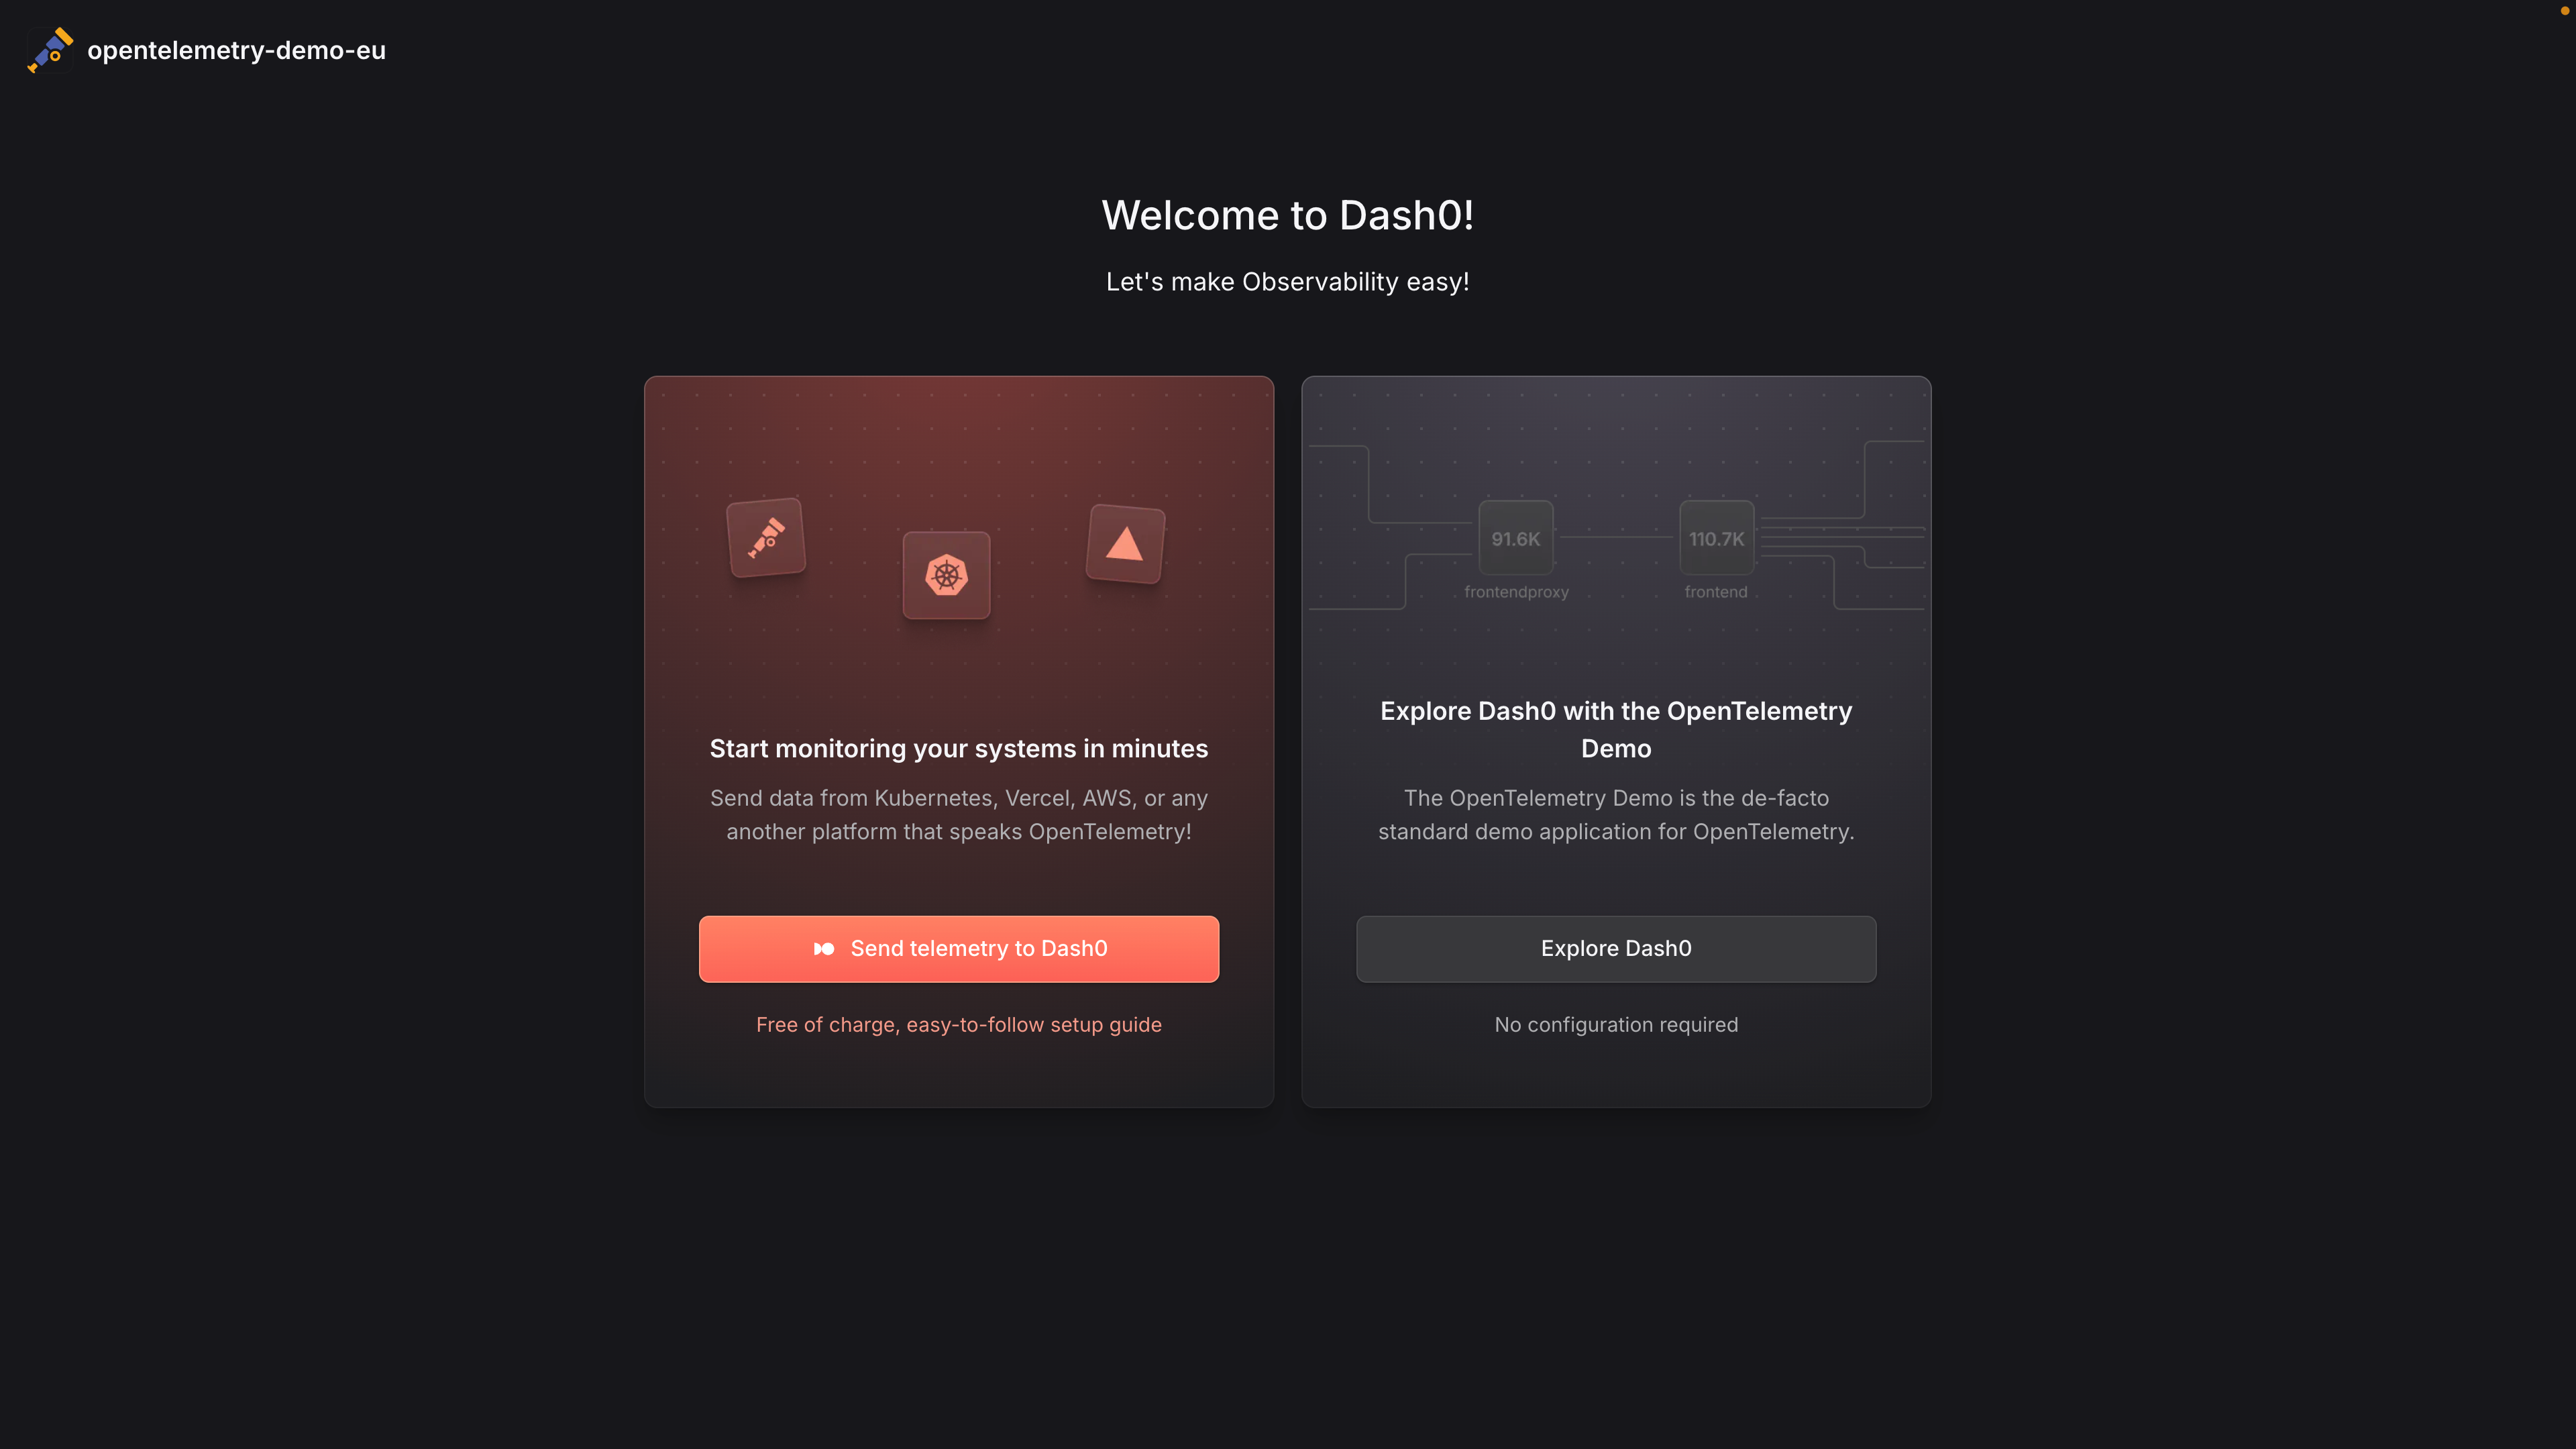 opentelemetry-demo-eu
Welcome to Dash0!
Let's make Observability easy!
91.6K
frontendproxy
110.7K
frontend
Start monitoring your systems in minutes
Send data from Kubernetes, Vercel, AWS, or any
another platform that speaks OpenTelemetry!
Send telemetry to Dash0
Free of charge, easy-to-follow setup guide
Explore Dash0 with the OpenTelemetry
Demo
The OpenTelemetry Demo is the de-facto
standard demo application for OpenTelemetry.
Explore Dash0
No configuration required